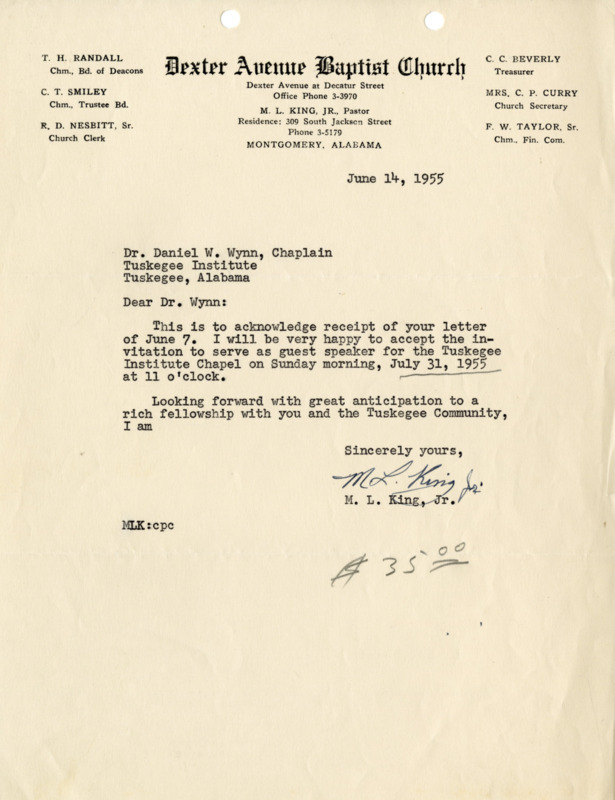 Dexter Avenue Baptist Church
Dexter Avenue at Decatur Street
Office Phone 3-3970
M. L. KING, JR., Pastor
Residence: 309 South Jackson Street
Phone 3-5179
MONTGOMERY, ALABAMA
T. H. RANDALL
Chm., Bd. of Deacons
C. T. SMILEY
Chm., Trustee Bd.
R. D. NESBITT, Sr.
Church Clerk
C. C. BEVERLY
Treasurer
MRS. C. P. CURRY
Church Secretary
F. W. TAYLOR, Sr.
Chm., Fin. Com.
June 14, 1955
Dr. Daniel W. Wynn, Chaplain
Tuskegee Institute
Tuskegee, Alabama
Dear Dr. Wynn:
This is to acknowledge receipt of your letter
of June 7. I will be very happy to accept the in-
vitation to serve as guest speaker for the Tuskegee
Institute Chapel on Sunday morning, July 31, 1955
at 11 o'clock.
Looking forward with great anticipation to a
rich fellowship with you and the Tuskegee Community,
I am
Sincerely yours,
M. L. King Jr.
M. L. King, Jr.
MLK:cpc
$ 35 00